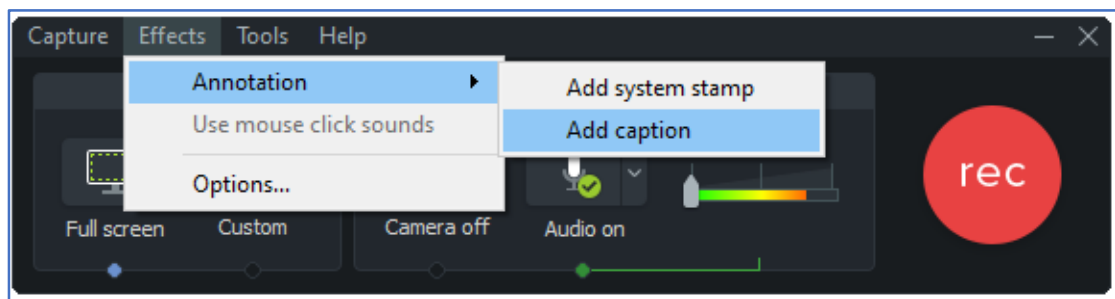 Capture Effects Tools Help
Annotation
Add system stamp
Use mouse click sounds
Add caption
Options...
rec
Full screen Custom Camera off Audio on